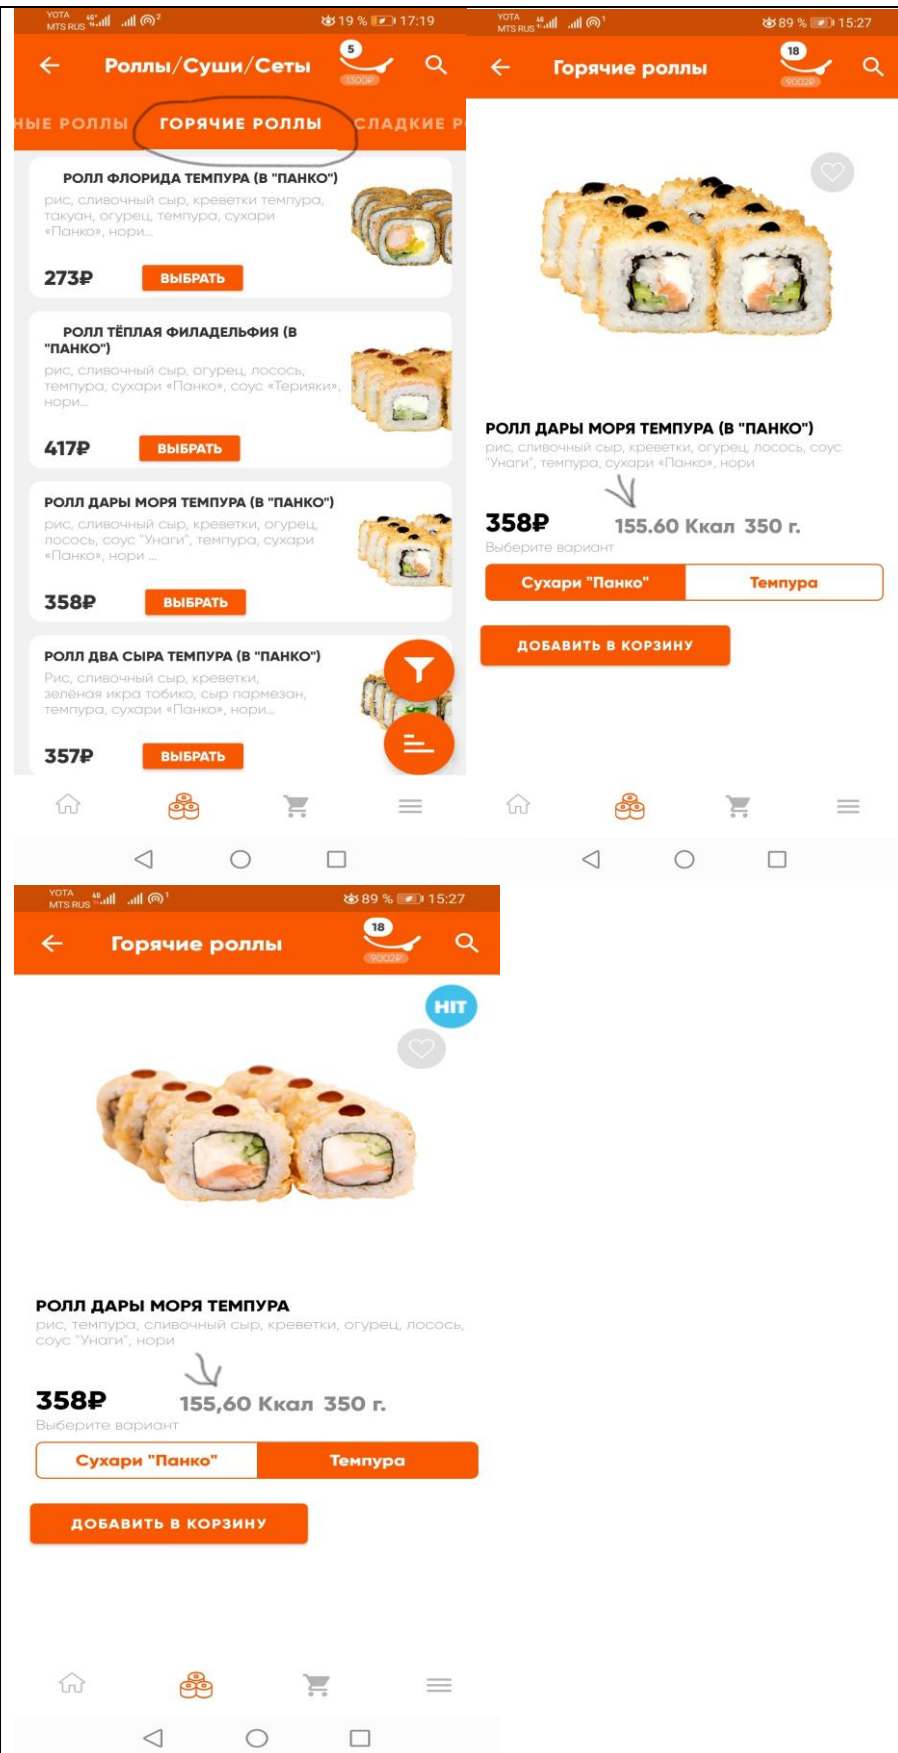 YOTA
MTS RUS 19 % 17:19
Роллы/Суши/Сеты
5
1300₽
НЫЕ РОЛЛЫ ГОРЯЧИЕ РОЛЛЫ СЛАДКИЕ Р
РОЛЛ ФЛОРИДА ТЕМПУРА (В "ПАНКО")
рис, сливочный сыр, креветки темпура,
такуан, огурец, темпура, сухари
«Панко», нори...
273₽ ВЫБРАТЬ
РОЛЛ ТЁПЛАЯ ФИЛАДЕЛЬФИЯ (В
"ПАНКО")
рис, сливочный сыр, огурец, лосось,
темпура, сухари «Панко», соус «Терияки»,
нори...
417₽ ВЫБРАТЬ
РОЛЛ ДАРЫ МОРЯ ТЕМПУРА (В "ПАНКО")
рис, сливочный сыр, креветки, огурец,
лосось, соус "Унаги", темпура, сухари
«Панко», нори ...
358₽ ВЫБРАТЬ
РОЛЛ ДВА СЫРА ТЕМПУРА (В "ПАНКО")
Рис, сливочный сыр, креветки,
зелёная икра тобико, сыр пармезан,
темпура, сухари «Панко», нори...
357₽ ВЫБРАТЬ
YOTA
MTS RUS 89 % 15:27
Горячие роллы
18
9002₽
РОЛЛ ДАРЫ МОРЯ ТЕМПУРА (В "ПАНКО")
рис, сливочный сыр, креветки, огурец, лосось, соус
"Унаги", темпура, сухари «Панко», нори
358₽ 155.60 Ккал 350 г.
Выберите вариант
Сухари "Панко" Темпура
ДОБАВИТЬ В КОРЗИНУ
YOTA
MTS RUS 89 % 15:27
Горячие роллы
18
9002₽
HIT
РОЛЛ ДАРЫ МОРЯ ТЕМПУРА
рис, темпура, сливочный сыр, креветки, огурец, лосось,
соус "Унаги", нори
358₽ 155,60 Ккал 350 г.
Выберите вариант
Сухари "Панко" Темпура
ДОБАВИТЬ В КОРЗИНУ